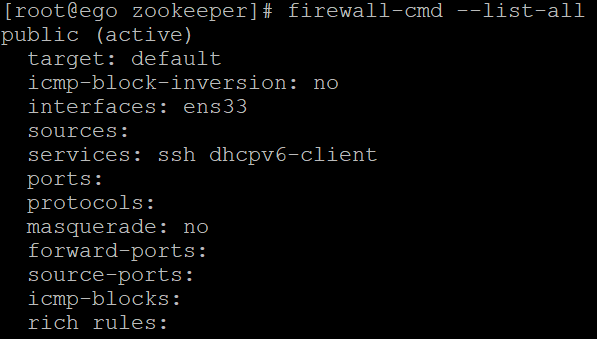 [root@ego zookeeper]# firewall-cmd --list-all
public (active)
  target: default
  icmp-block-inversion: no
  interfaces: ens33
  sources:
  services: ssh dhcpv6-client
  ports:
  protocols:
  masquerade: no
  forward-ports:
  source-ports:
  icmp-blocks:
  rich rules: